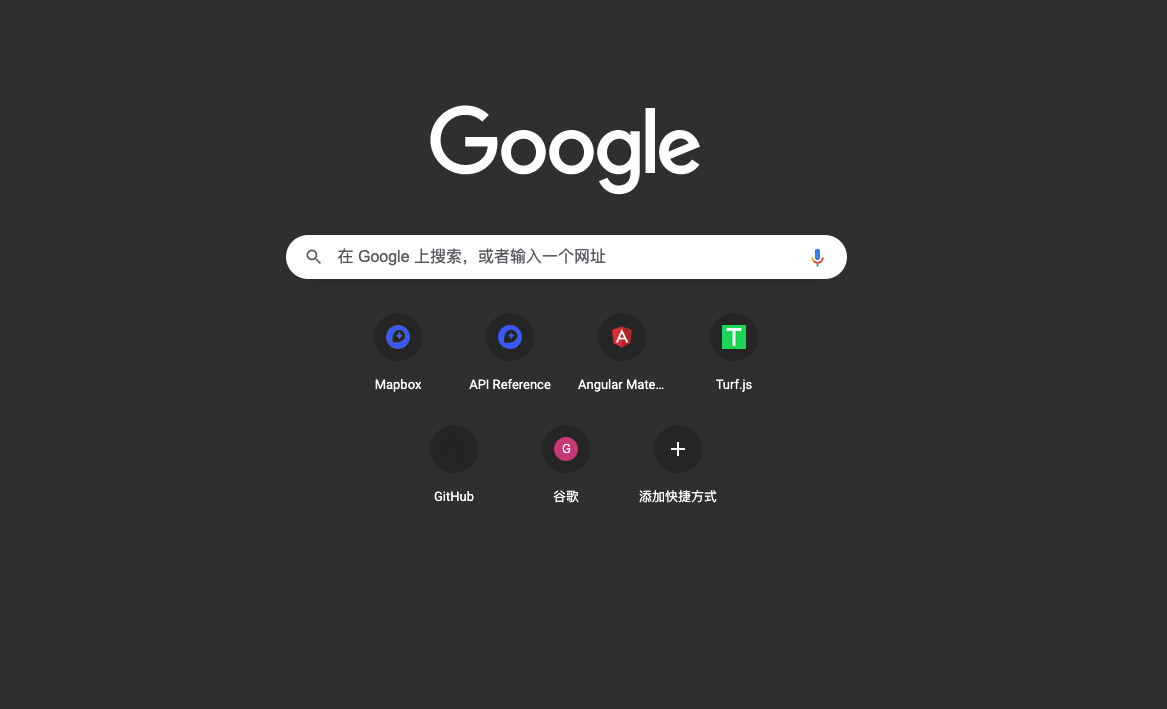 Google
在 Google 上搜索，或者输入一个网址
Mapbox
API Reference
Angular Mate...
T
Turf.js
GitHub
G
谷歌
添加快捷方式